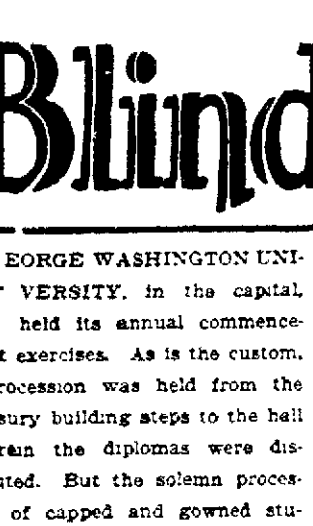 Blind
EORGE WASHINGTON UNI-
VERSITY, in the capital,
held its annual commence-
t exercises. As is the custom,
rocession was held from the
sury building steps to the hall
rein the diplomas were dis-
uted. But the solemn proces-
of capped and gowned stu-